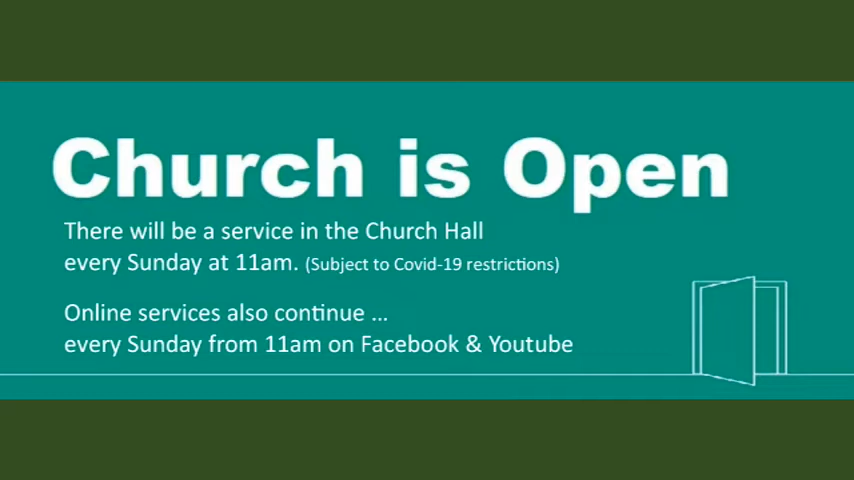 Church is Open
There will be a service in the Church Hall
every Sunday at 11am. (Subject to Covid-19 restrictions)
Online services also continue ...
every Sunday from 11am on Facebook & Youtube